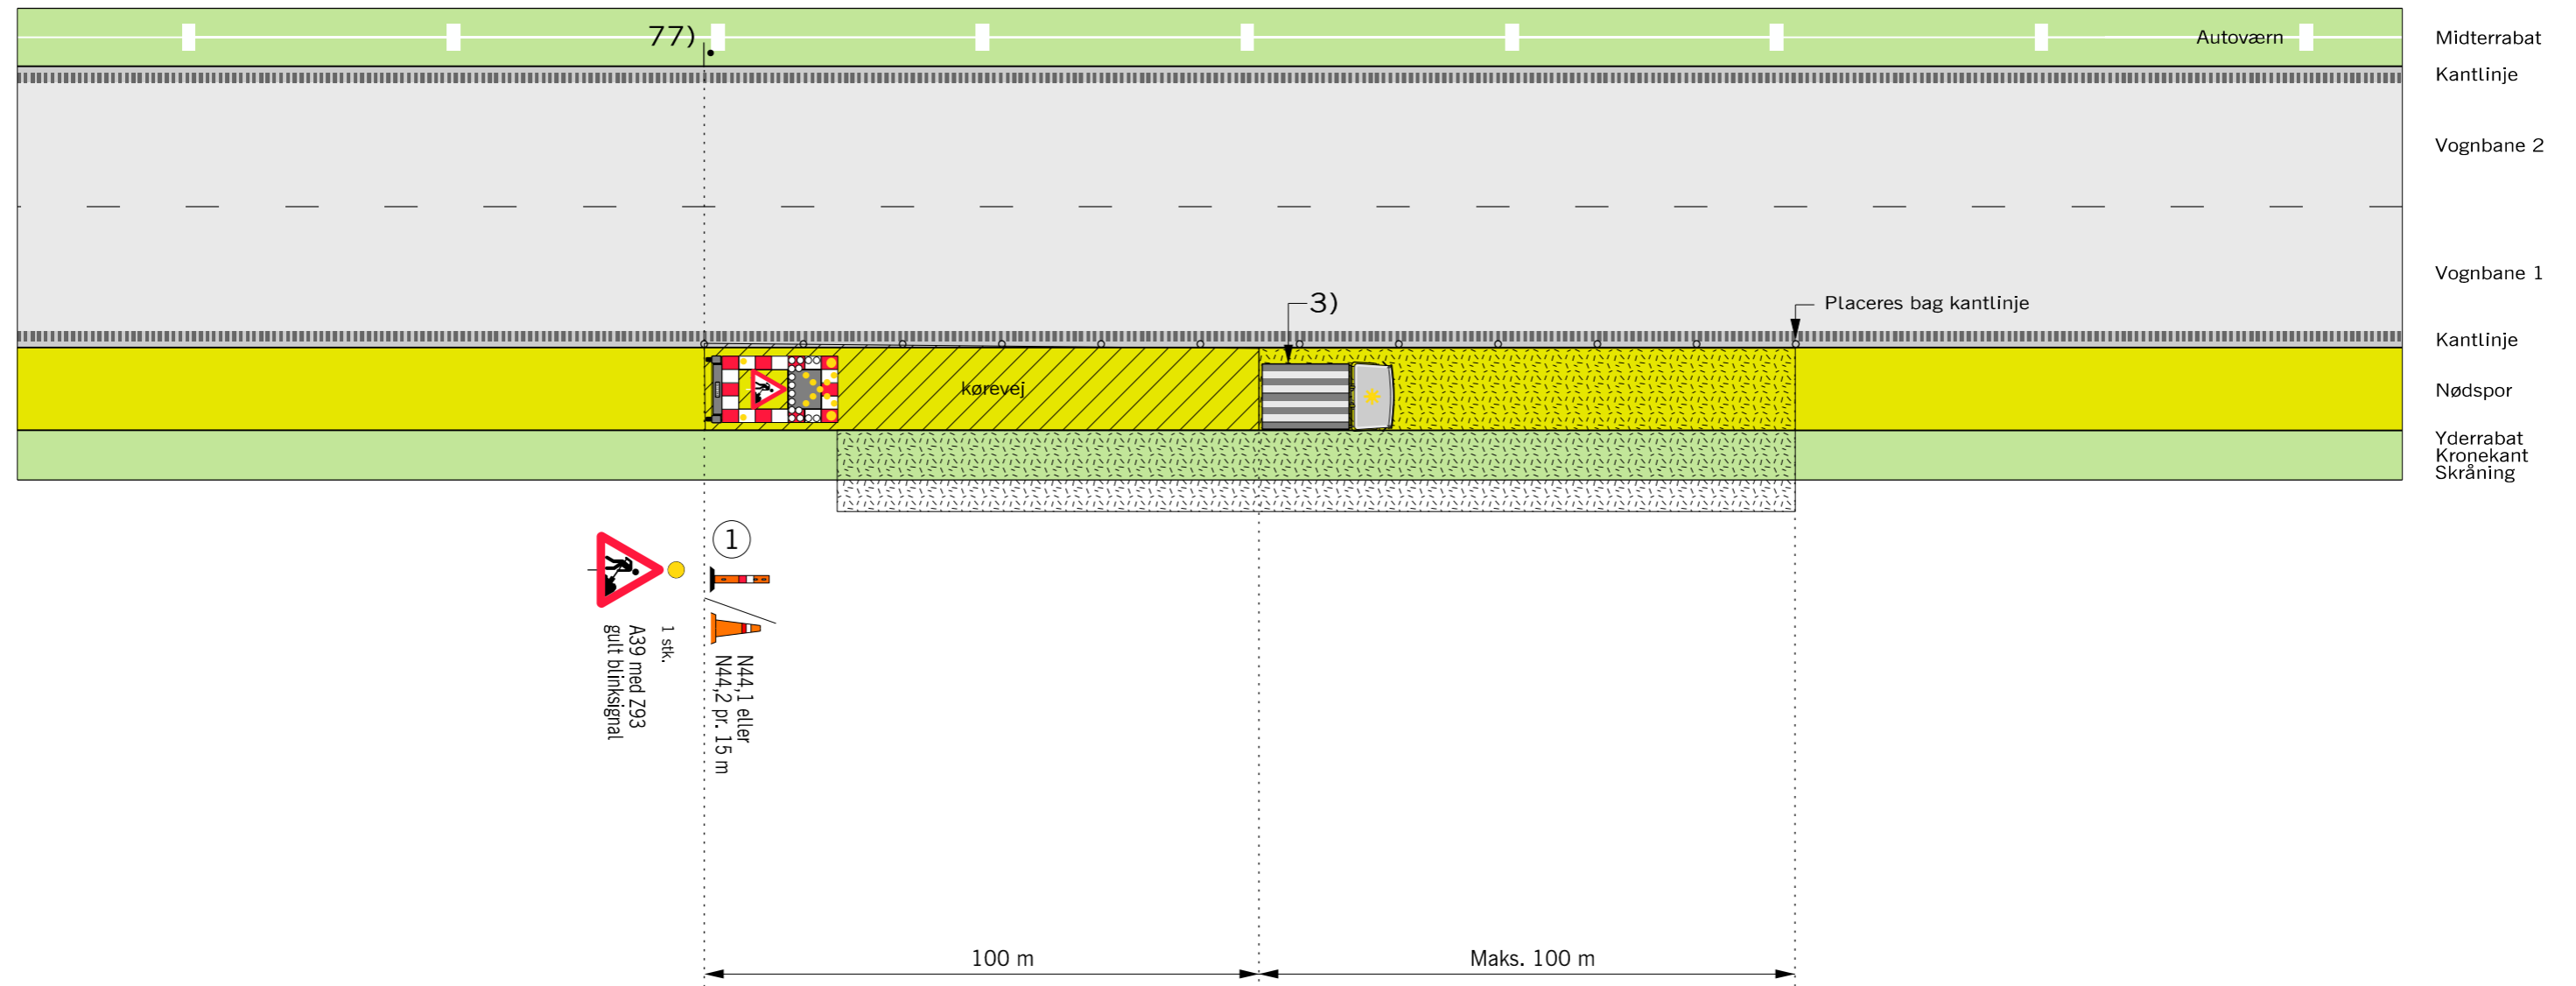 77)
Autoværn
Midterrabat
Kantlinje
Vognbane 2
Vognbane 1
3)
Placeres bag kantlinje
Kantlinje
kørevej
Nødspor
Yderrabat
Kronekant
Skråning
1
1 stk.
A39 med Z93
gult blinksignal
N44,1 eller
N44,2 pr. 15 m
100 m
Maks. 100 m